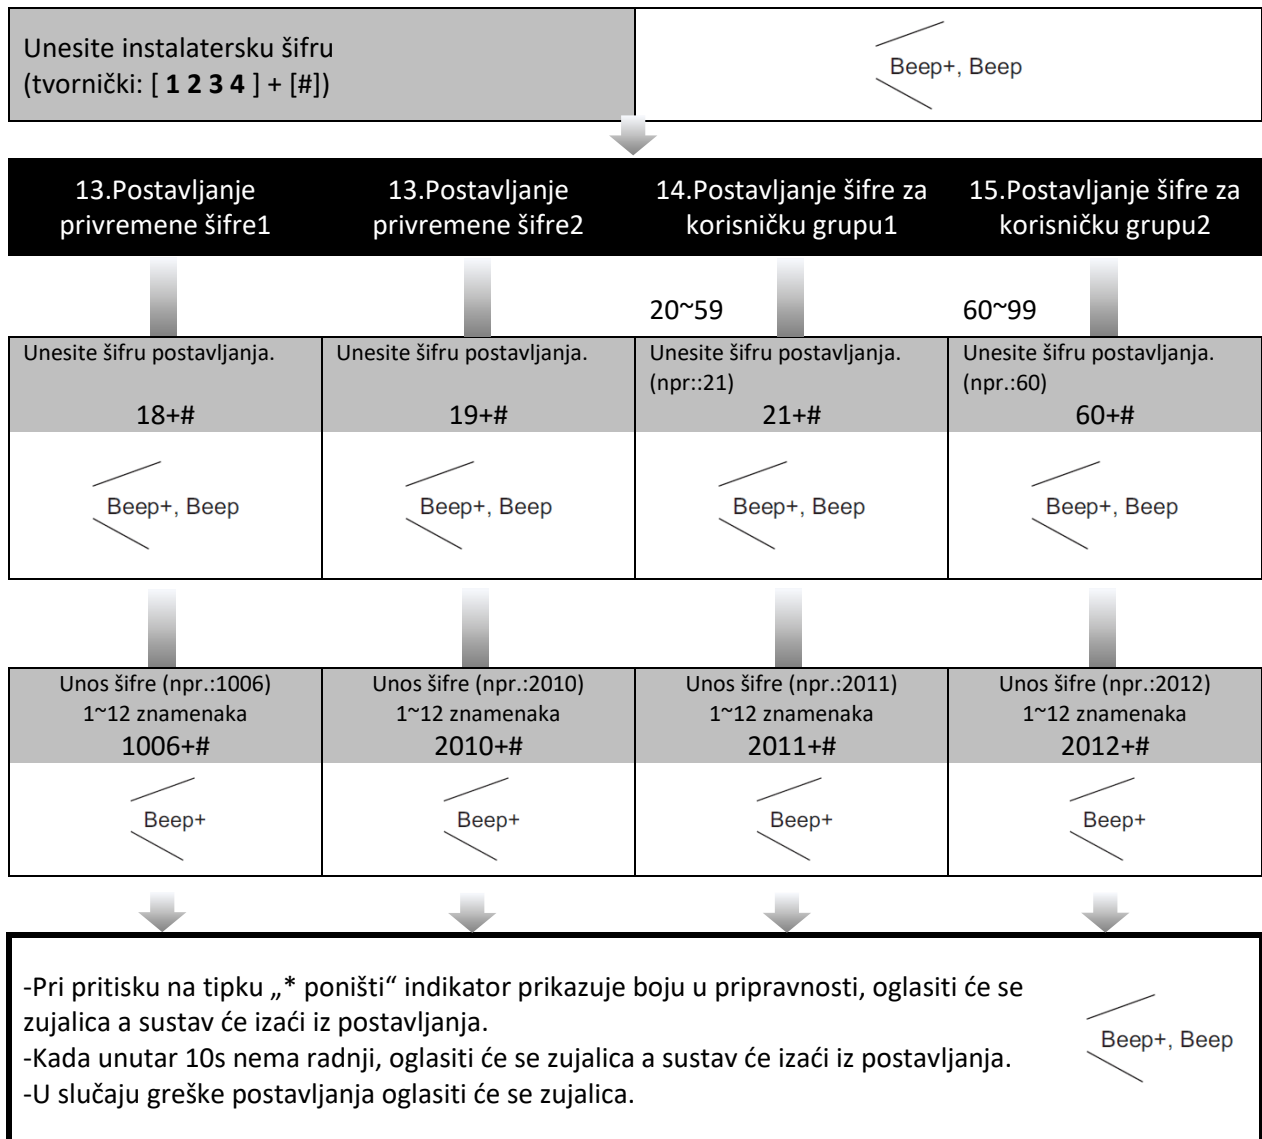 Unesite instalatersku šifru
(tvornički: [ 1 2 3 4 ] + [#])
Beep+, Beep
13.Postavljanje
privremene šifre1
13.Postavljanje
privremene šifre2
14.Postavljanje šifre za
korisničku grupu1
15.Postavljanje šifre za
korisničku grupu2
20~59
60~99
Unesite šifru postavljanja.
18+#
Unesite šifru postavljanja.
19+#
Unesite šifru postavljanja.
(npr::21)
21+#
Unesite šifru postavljanja.
(npr.:60)
60+#
Beep+, Beep
Beep+, Beep
Beep+, Beep
Beep+, Beep
Unos šifre (npr.:1006)
1~12 znamenaka
1006+#
Unos šifre (npr.:2010)
1~12 znamenaka
2010+#
Unos šifre (npr.:2011)
1~12 znamenaka
2011+#
Unos šifre (npr.:2012)
1~12 znamenaka
2012+#
Beep+
Beep+
Beep+
Beep+
-Pri pritisku na tipku „* poništi“ indikator prikazuje boju u pripravnosti, oglasiti će se
zujalica a sustav će izaći iz postavljanja.
-Kada unutar 10s nema radnji, oglasiti će se zujalica a sustav će izaći iz postavljanja.
-U slučaju greške postavljanja oglasiti će se zujalica.
Beep+, Beep